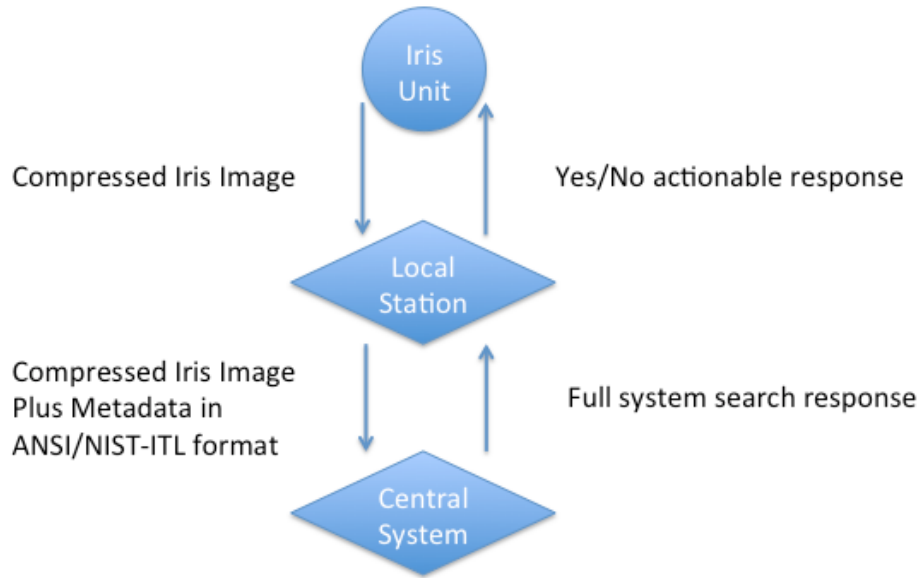 Iris
Unit
Compressed Iris Image
Yes/No actionable response
Local
Station
Compressed Iris Image
Plus Metadata in
ANSI/NIST-ITL format
Full system search response
Central
System